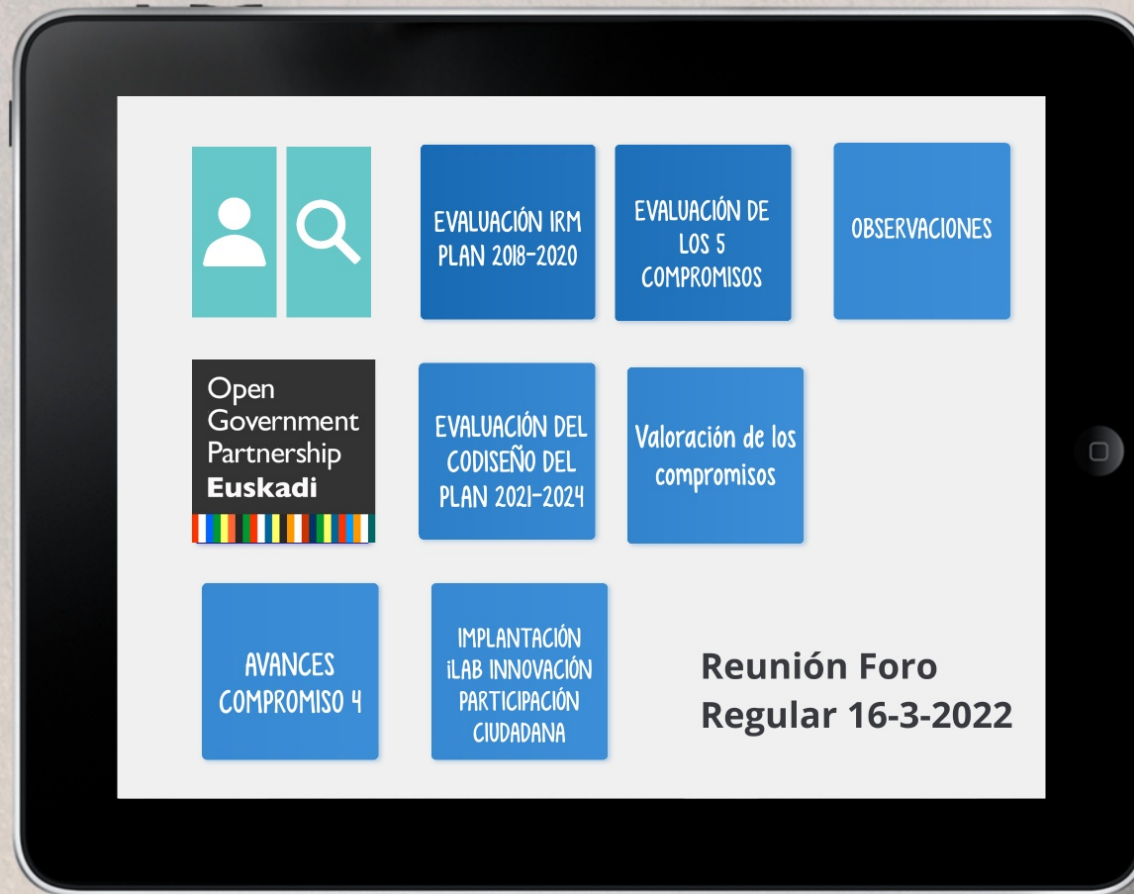 EVALUACIÓN IRM
PLAN 2018-2020
EVALUACIÓN DE
LOS 5
COMPROMISOS
OBSERVACIONES
Open
Government
Partnership
Euskadi
EVALUACIÓN DEL
CODISEÑO DEL
PLAN 2021-2024
Valoración de los
compromisos
AVANCES
COMPROMISO 4
IMPLANTACIÓN
iLAB INNOVACIÓN
PARTICIPACIÓN
CIUDADANA
Reunión Foro
Regular 16-3-2022